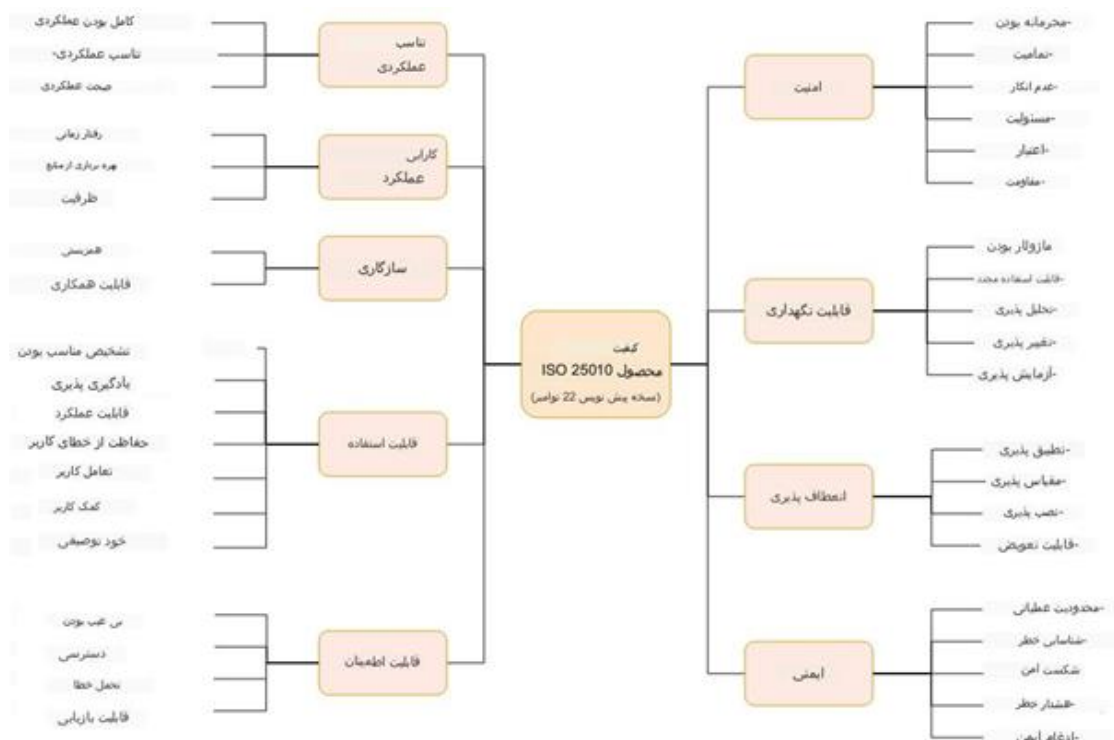 کیفیت
محصول ISO 25010
(نسخه پیش نویس 22 نوامبر)
امنیت
-محرمانه بودن
-تمامیت
-عدم انکار
-مسئولیت
-اعتبار
-مقاومت
قابلیت نگهداری
ماژولار بودن
-قابلیت استفاده مجدد
-تحلیل پذیری
-تغییر پذیری
-آزمایش پذیری
انعطاف پذیری
-تطبیق پذیری
-مقیاس پذیری
-نصب پذیری
-قابلیت تعویض
ایمنی
-محدودیت عملیاتی
-شناسایی خطر
شکست امن
-هشدار خطر
-ادغام ایمن
تناسب
عملکردی
کامل بودن عملکردی
تناسب عملکردی-
صحت عملکردی
کارایی
عملکرد
رفتار زمانی
بهره برداری از منابع
ظرفیت
سازگاری
همزیستی
قابلیت همکاری
قابلیت استفاده
تشخیص مناسب بودن
یادگیری پذیری
قابلیت عملکرد
حفاظت از خطای کاربر
تعامل کاربر
کمک کاربر
خود توصیفی
قابلیت اطمینان
بی عیب بودن
دسترسی
تحمل خطا
قابلیت بازیابی